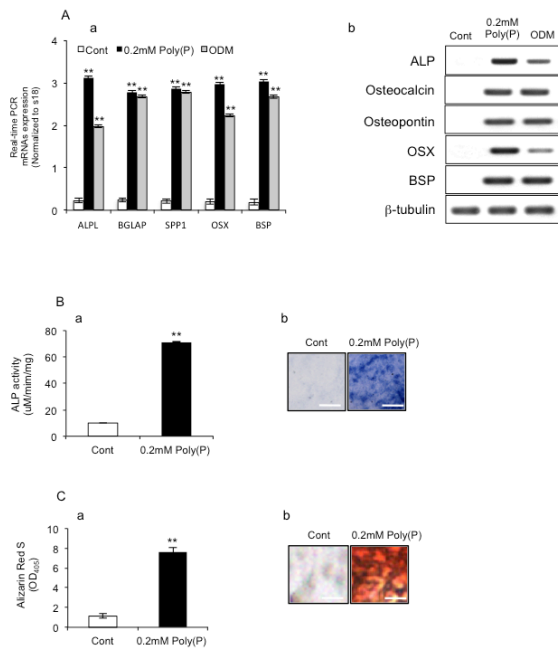 A
a
Cont 0.2mM Poly(P) ODM
Real-time PCR
mRNAs expression
(Normalized to s18)
4
3
2
1
0
** ** ** ** ** ** ** ** ** **
ALPL BGLAP SPP1 OSX BSP
b
Cont 0.2mM Poly(P) ODM
ALP
Osteocalcin
Osteopontin
OSX
BSP
β-tubulin
B
a
ALP activity
(uM/mim/mg)
80
60
40
20
0
**
Cont 0.2mM Poly(P)
b
Cont 0.2mM Poly(P)
C
a
Alizarin Red S
(OD405)
10
8
6
4
2
0
**
Cont 0.2mM Poly(P)
b
Cont 0.2mM Poly(P)